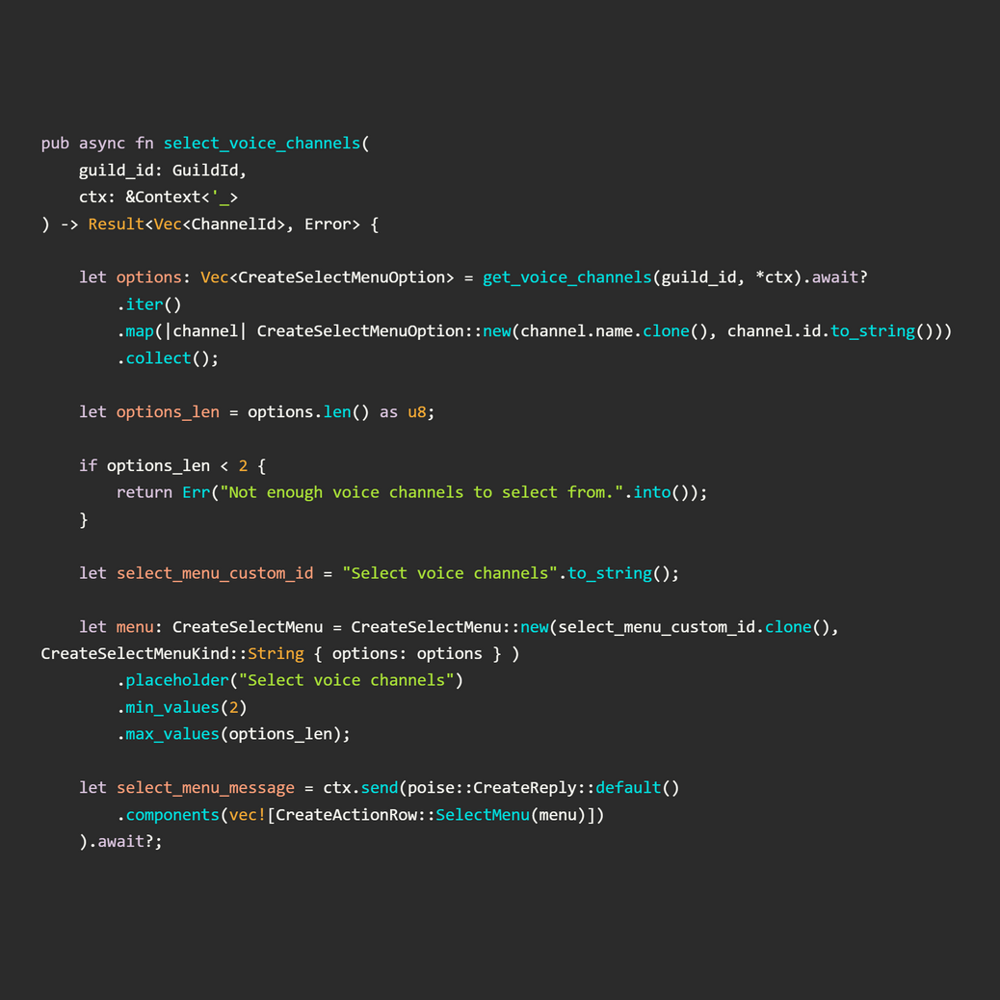 pub async fn select_voice_channels(
    guild_id: GuildId,
    ctx: &Context<'_>
) -> Result<Vec<ChannelId>, Error> {

    let options: Vec<CreateSelectMenuOption> = get_voice_channels(guild_id, *ctx).await?
        .iter()
        .map(|channel| CreateSelectMenuOption::new(channel.name.clone(), channel.id.to_string()))
        .collect();

    let options_len = options.len() as u8;

    if options_len < 2 {
        return Err("Not enough voice channels to select from.".into());
    }

    let select_menu_custom_id = "Select voice channels".to_string();

    let menu: CreateSelectMenu = CreateSelectMenu::new(select_menu_custom_id.clone(),
CreateSelectMenuKind::String { options: options } )
        .placeholder("Select voice channels")
        .min_values(2)
        .max_values(options_len);

    let select_menu_message = ctx.send(poise::CreateReply::default()
        .components(vec![CreateActionRow::SelectMenu(menu)])
    ).await?;